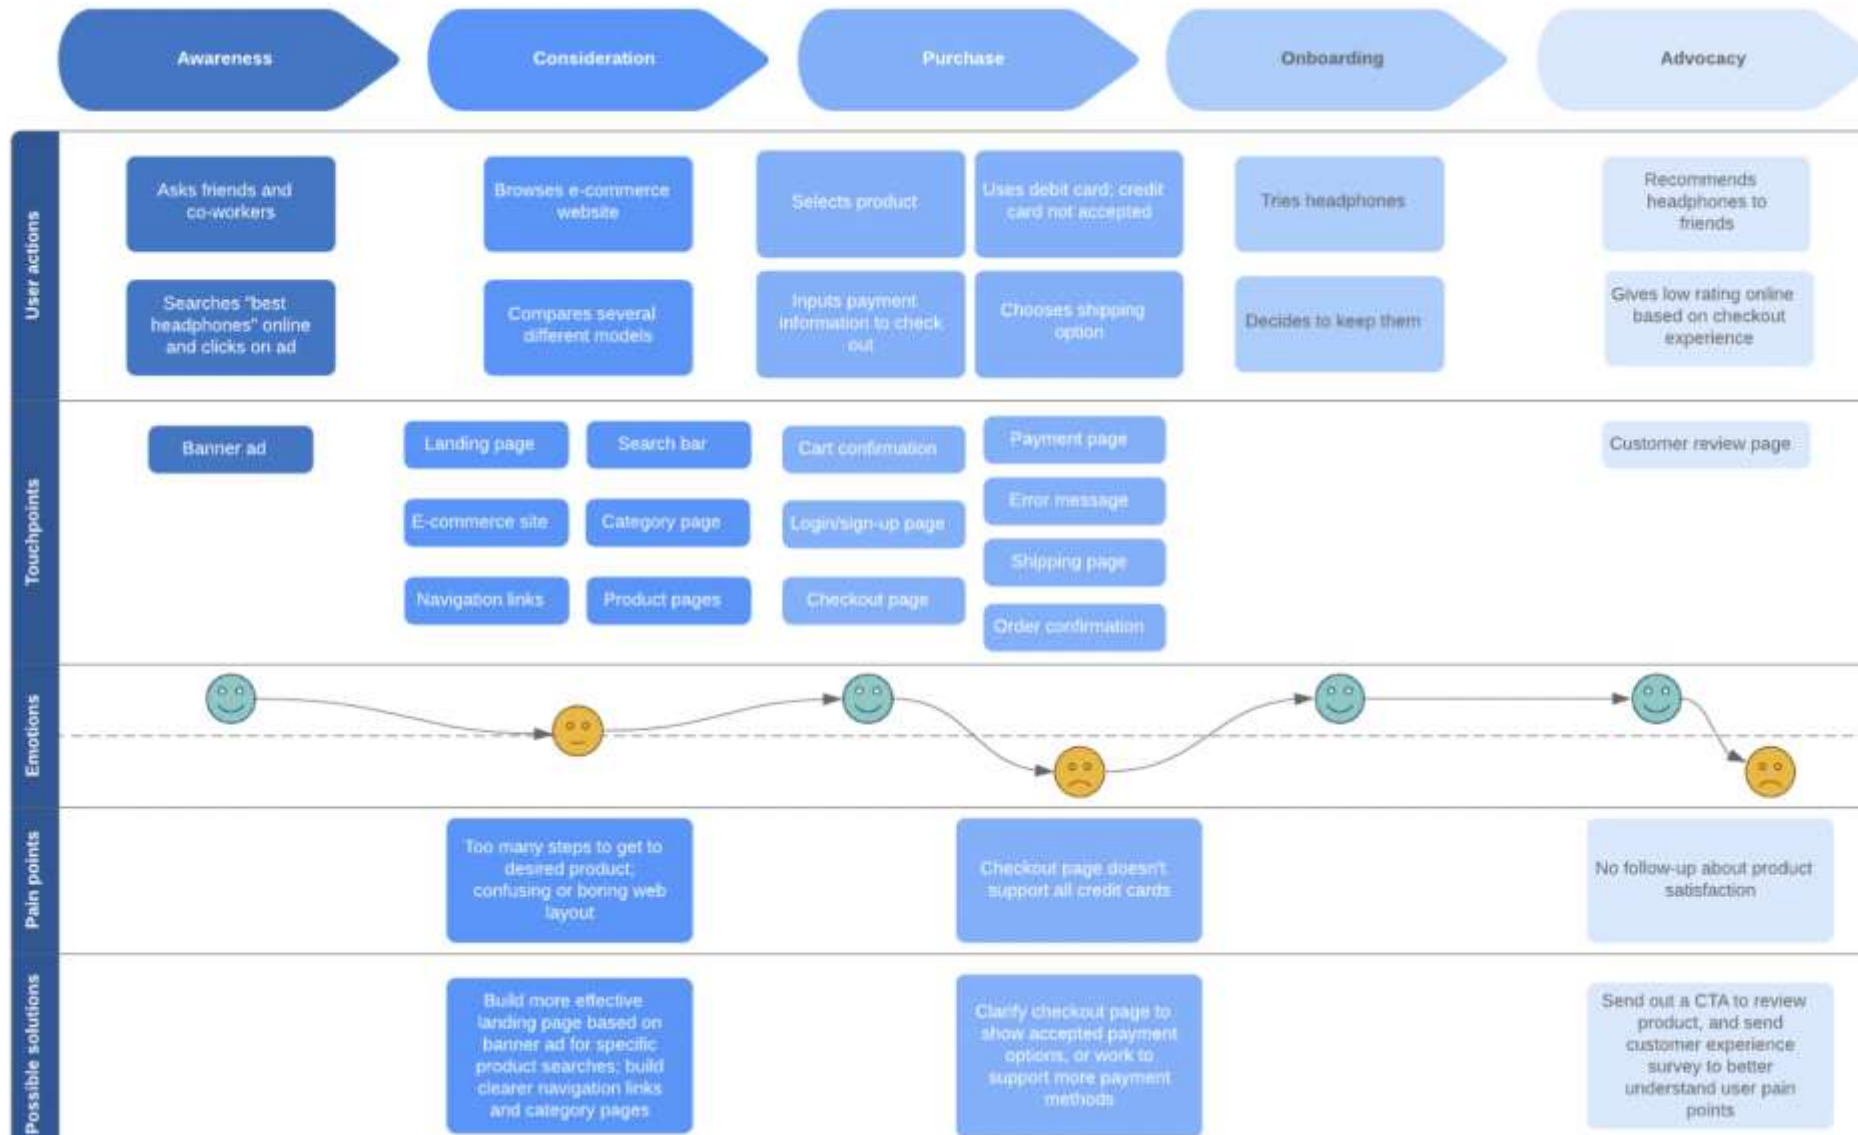 Awareness
Consideration
Purchase
Onboarding
Advocacy
User actions
Asks friends and
co-workers
Searches "best
headphones" online
and clicks on ad
Browses e-commerce
website
Compares several
different models
Selects product
Inputs payment
information to check
out
Uses debit card; credit
card not accepted
Chooses shipping
option
Tries headphones
Decides to keep them
Recommends
headphones to
friends
Gives low rating online
based on checkout
experience
Touchpoints
Banner ad
Landing page
E-commerce site
Navigation links
Search bar
Category page
Product pages
Cart confirmation
Login/sign-up page
Checkout page
Payment page
Error message
Shipping page
Order confirmation
Customer review page
Emotions
Pain points
Too many steps to get to
desired product;
confusing or boring web
layout
Checkout page doesn't
support all credit cards
No follow-up about product
satisfaction
Possible solutions
Build more effective
landing page based on
banner ad for specific
product searches; build
clearer navigation links
and category pages
Clarify checkout page to
show accepted payment
options, or work to
support more payment
methods
Send out a CTA to review
product, and send
customer experience
survey to better
understand user pain
points